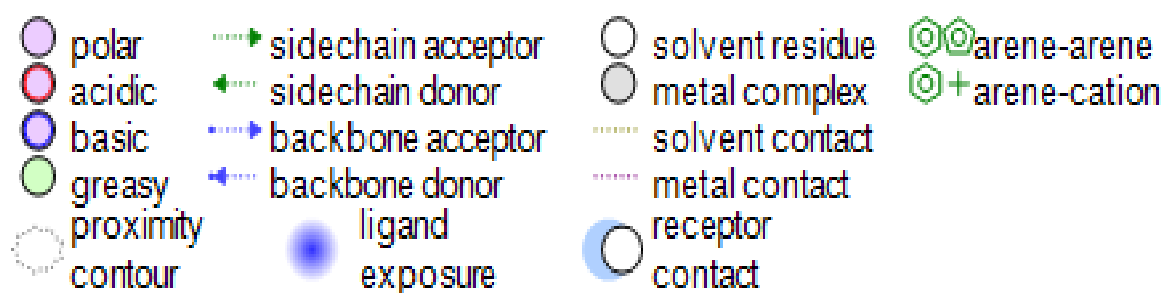 polar sidechain acceptor solvent residue arene-arene
acidic sidechain donor metal complex arene-cation
basic backbone acceptor solvent contact
greasy backbone donor metal contact
proximity ligand receptor
contour exposure contact